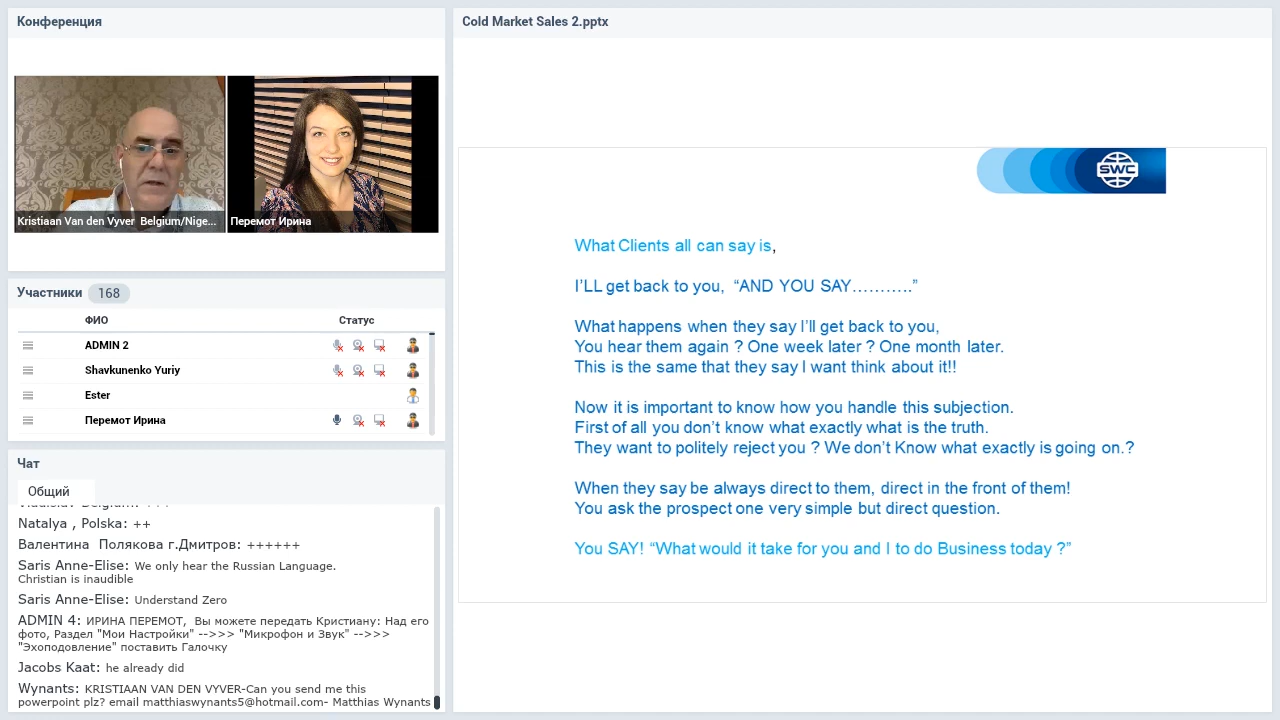 Конференция
Kristiaan Van den Vyver Belgium/Nige...
Перемот Ирина
Участники 168
ФИО Статус
ADMIN 2
Shavkunenko Yuriy
Ester
Перемот Ирина
Чат
Общий
Natalya , Polska: ++
Валентина Полякова г.Дмитров: ++++++
Saris Anne-Elise: We only hear the Russian Language.
Christian is inaudible
Saris Anne-Elise: Understand Zero
ADMIN 4: ИРИНА ПЕРЕМОТ, Вы можете передать Кристиану: Над его
фото, Раздел "Мои Настройки" -->>> "Микрофон и Звук" -->>>
"Эхоподовление" поставить Галочку
Jacobs Kaat: he already did
Wynants: KRISTIAAN VAN DEN VYVER-Can you send me this
powerpoint plz? email matthiaswynants5@hotmail.com- Matthias Wynants
Cold Market Sales 2.pptx
SWC
What Clients all can say is,
I'LL get back to you, “AND YOU SAY………..”
What happens when they say I'll get back to you,
You hear them again ? One week later ? One month later.
This is the same that they say I want think about it!!
Now it is important to know how you handle this subjection.
First of all you don't know what exactly what is the truth.
They want to politely reject you ? We don't Know what exactly is going on.?
When they say be always direct to them, direct in the front of them!
You ask the prospect one very simple but direct question.
You SAY! “What would it take for you and I to do Business today ?”